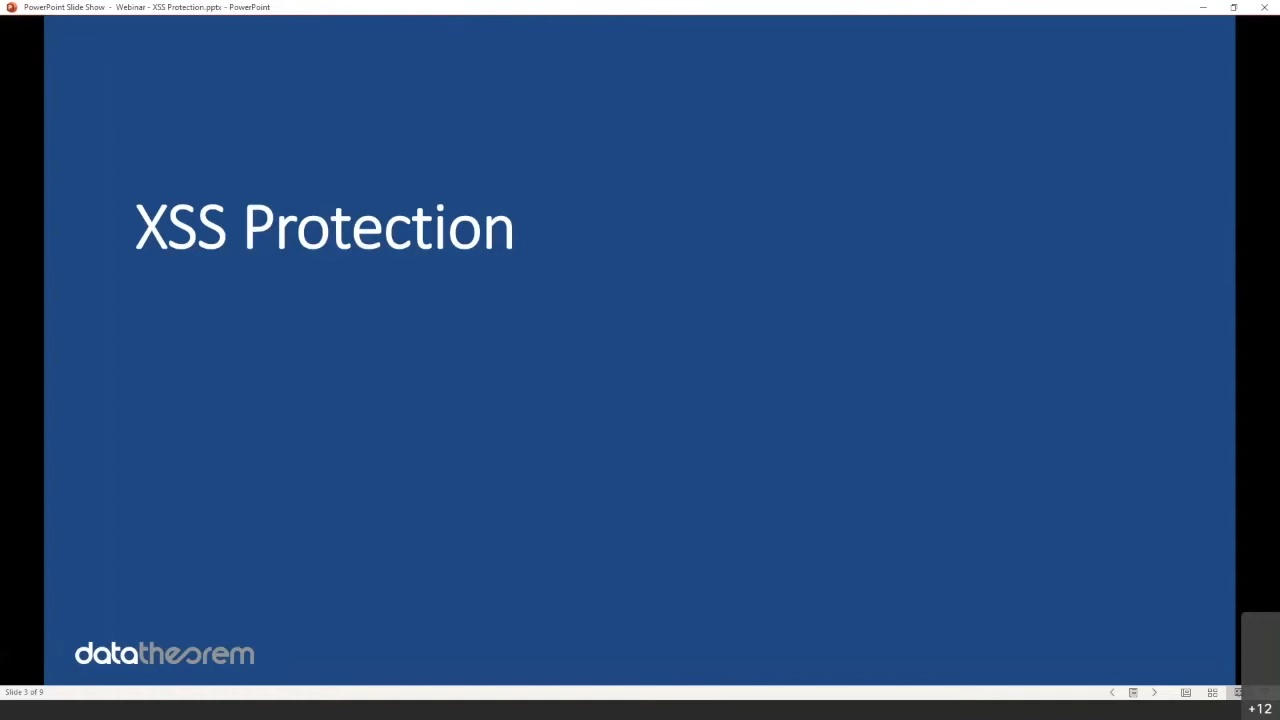 PowerPoint Slide Show - Webinar - XSS Protection.pptx - PowerPoint
XSS Protection
datatheorem
Slide 3 of 9
+12